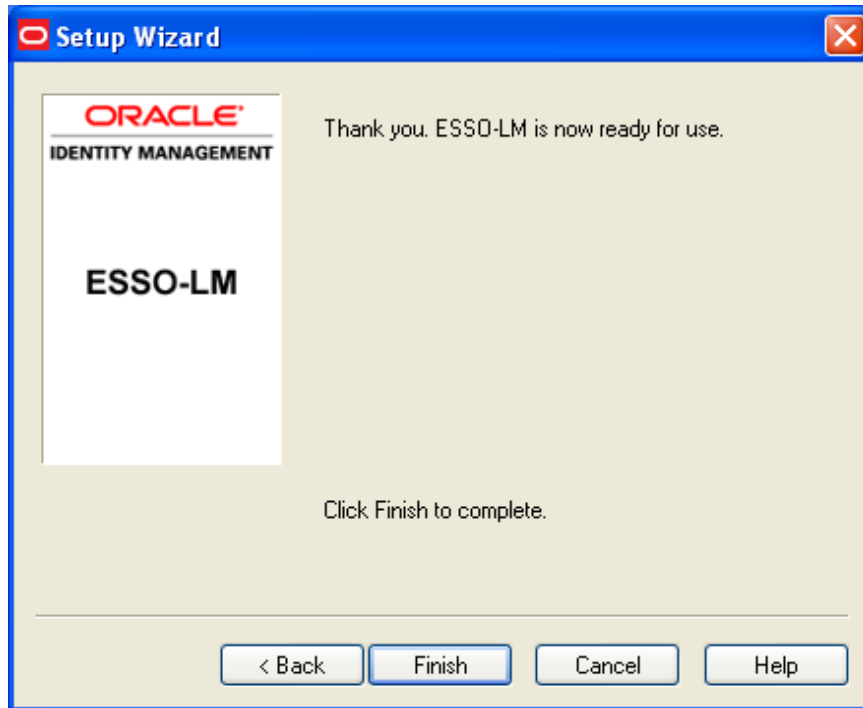 Setup Wizard
ORACLE
IDENTITY MANAGEMENT
ESSO-LM
Thank you. ESSO-LM is now ready for use.
Click Finish to complete.
< Back
Finish
Cancel
Help